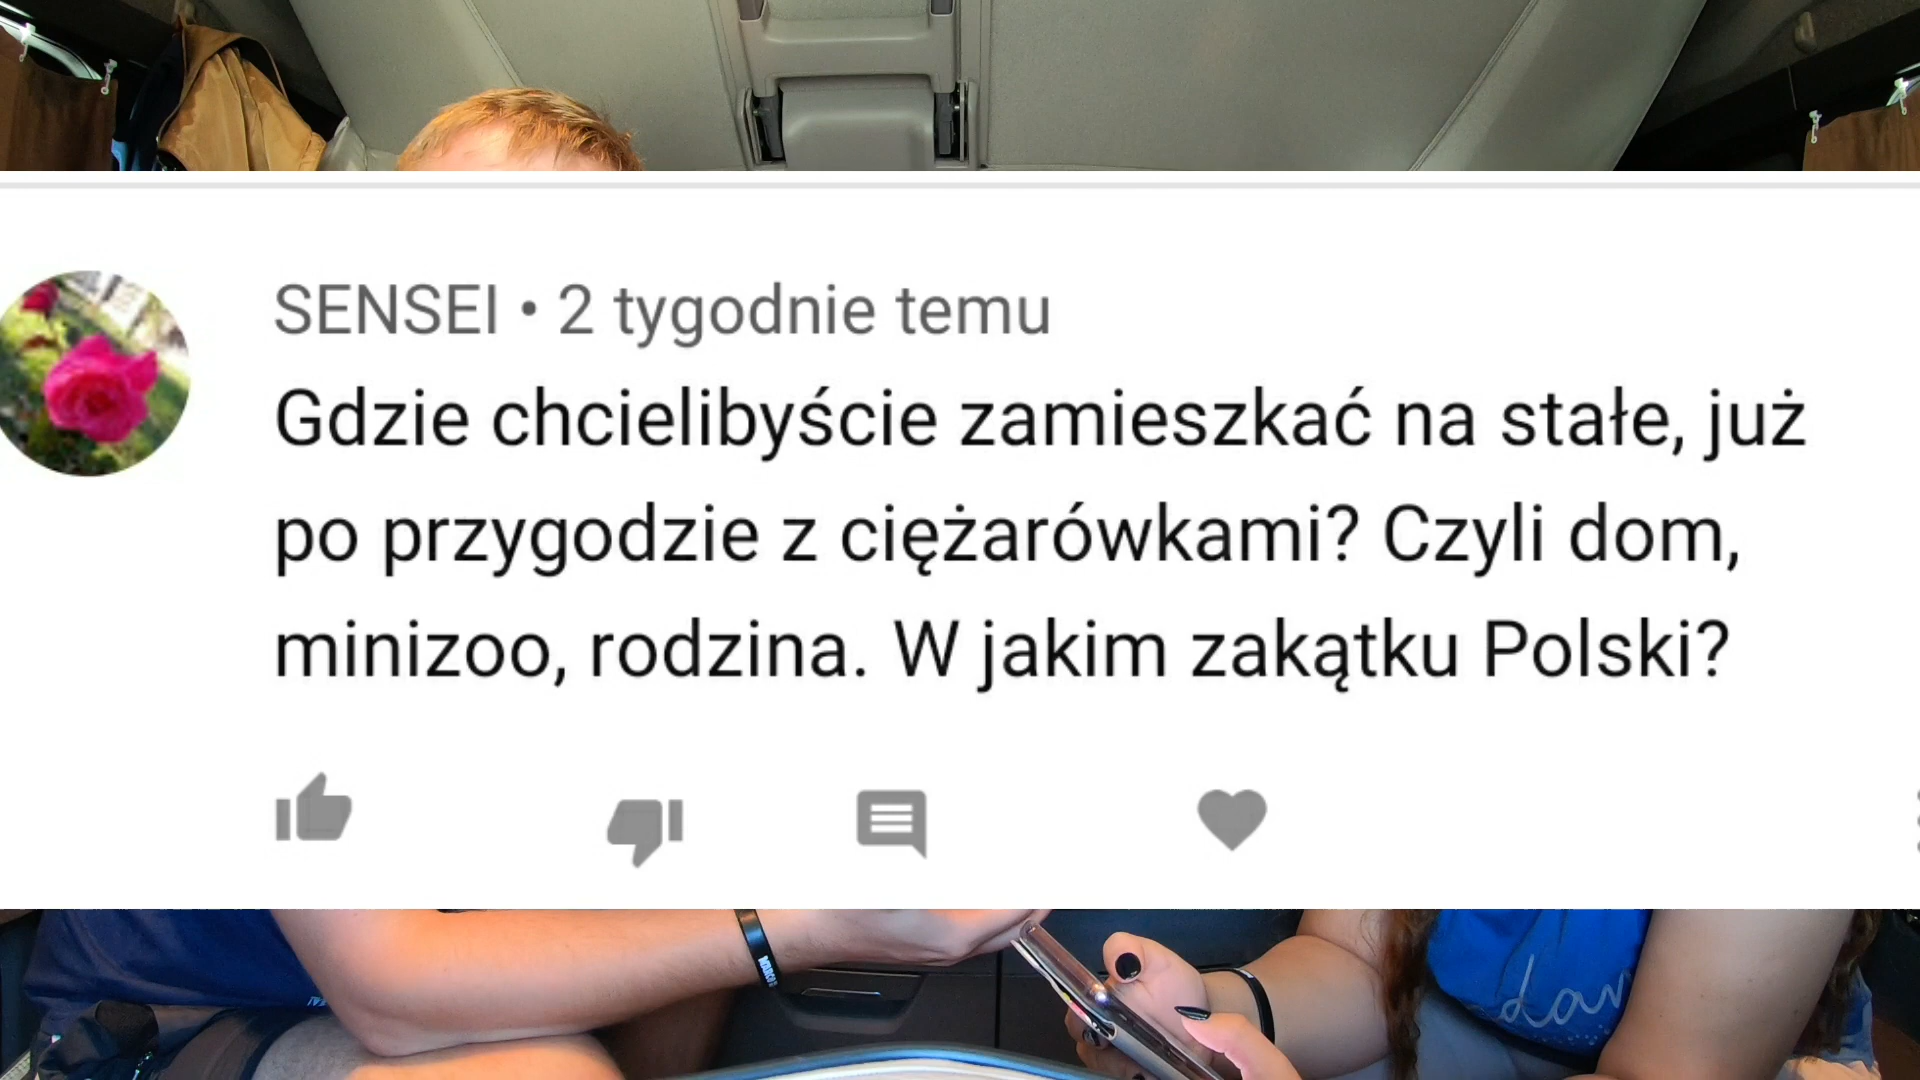 SENSEI • 2 tygodnie temu
Gdzie chcielibyście zamieszkać na stałe, już
po przygodzie z ciężarówkami? Czyli dom,
minizoo, rodzina. W jakim zakątku Polski?